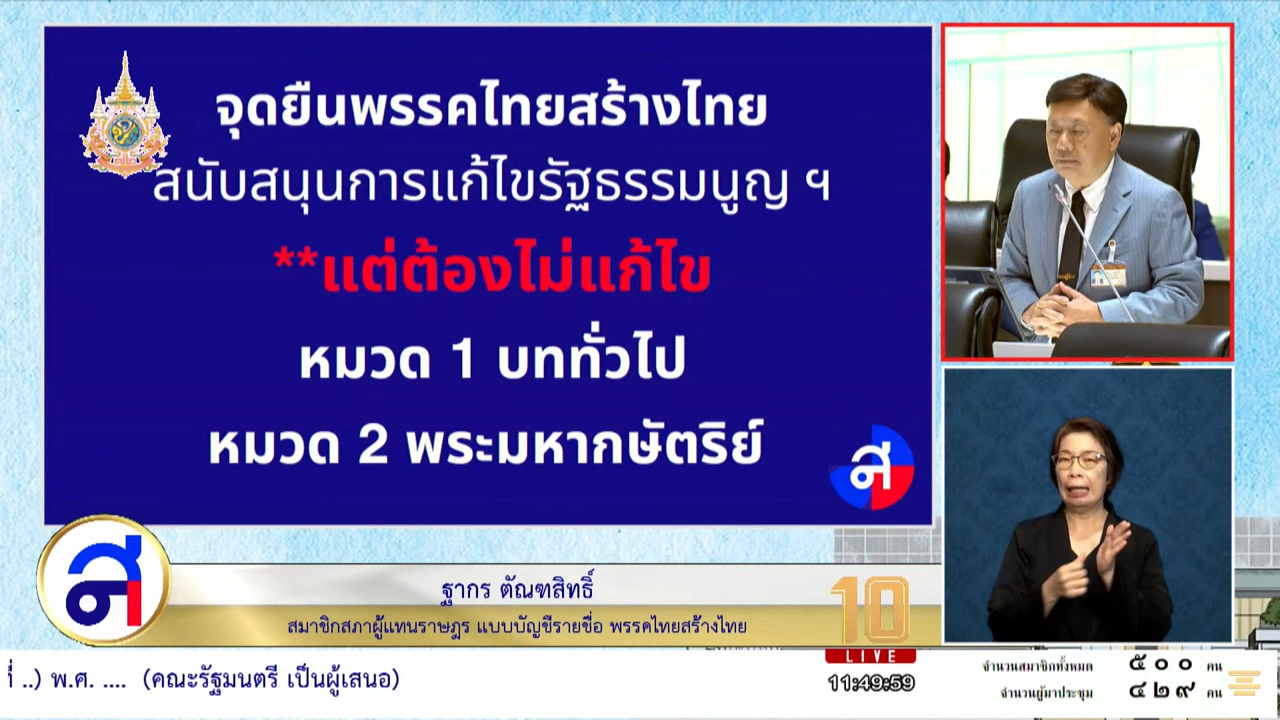 จุดยืนพรรคไทยสร้างไทย
สนับสนุนการแก้ไขรัฐธรรมนูญ ฯ
**แต่ต้องไม่แก้ไข
หมวด 1 บททั่วไป
หมวด 2 พระมหากษัตริย์
ส
ส
ฐากร ตัณฑสิทธิ์
สมาชิกสภาผู้แทนราษฎร แบบบัญชีรายชื่อ พรรคไทยสร้างไทย
10
LIVE
11:49:59
..) พ.ศ. .... (คณะรัฐมนตรี เป็นผู้เสนอ)
จำนวนสมาชิกทั้งหมด ๕๐๐ คน
จำนวนผู้มาประชุม ๔๒๙ คน